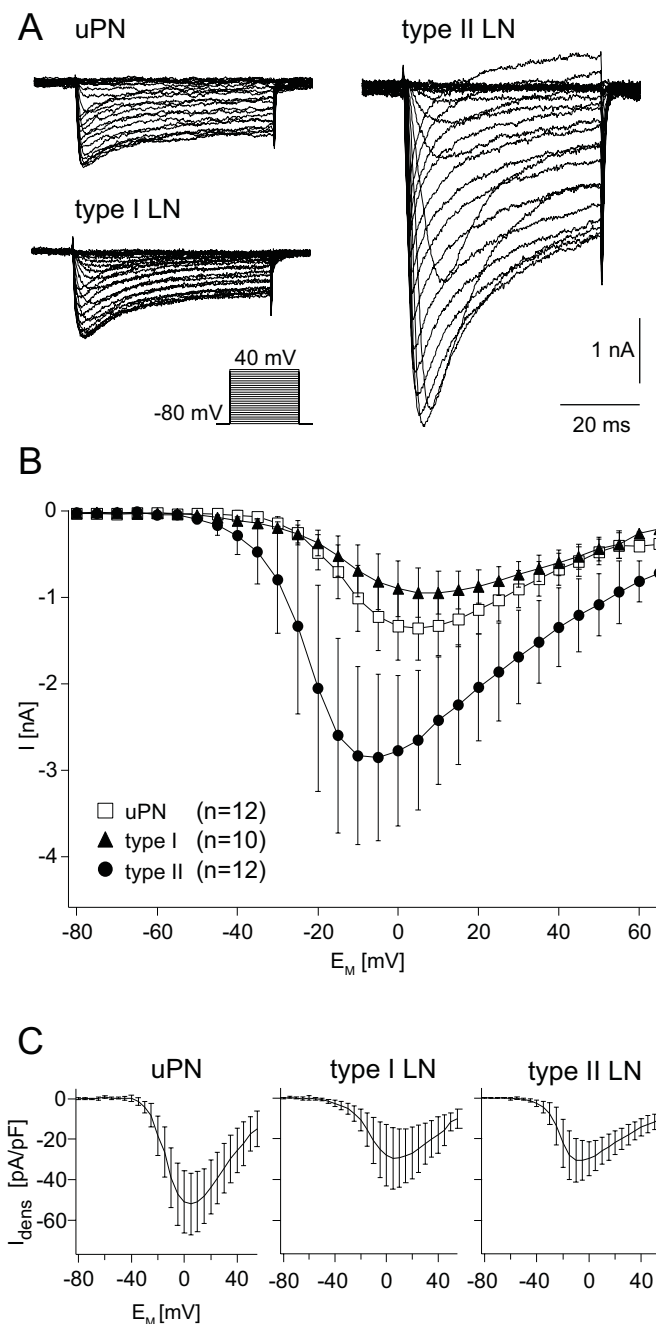 A
uPN
type II LN
type I LN
40 mV
-80 mV
1 nA
20 ms
B
0
-1
-2
-3
-4
I [nA]
uPN (n=12)
type I (n=10)
type II (n=12)
-80 -60 -40 -20 0 20 40 60
E_M [mV]
C
uPN type I LN type II LN
0
-20
-40
-60
I_dens [pA/pF]
-80 -40 0 40 -80 -40 0 40 -80 -40 0 40
E_M [mV]